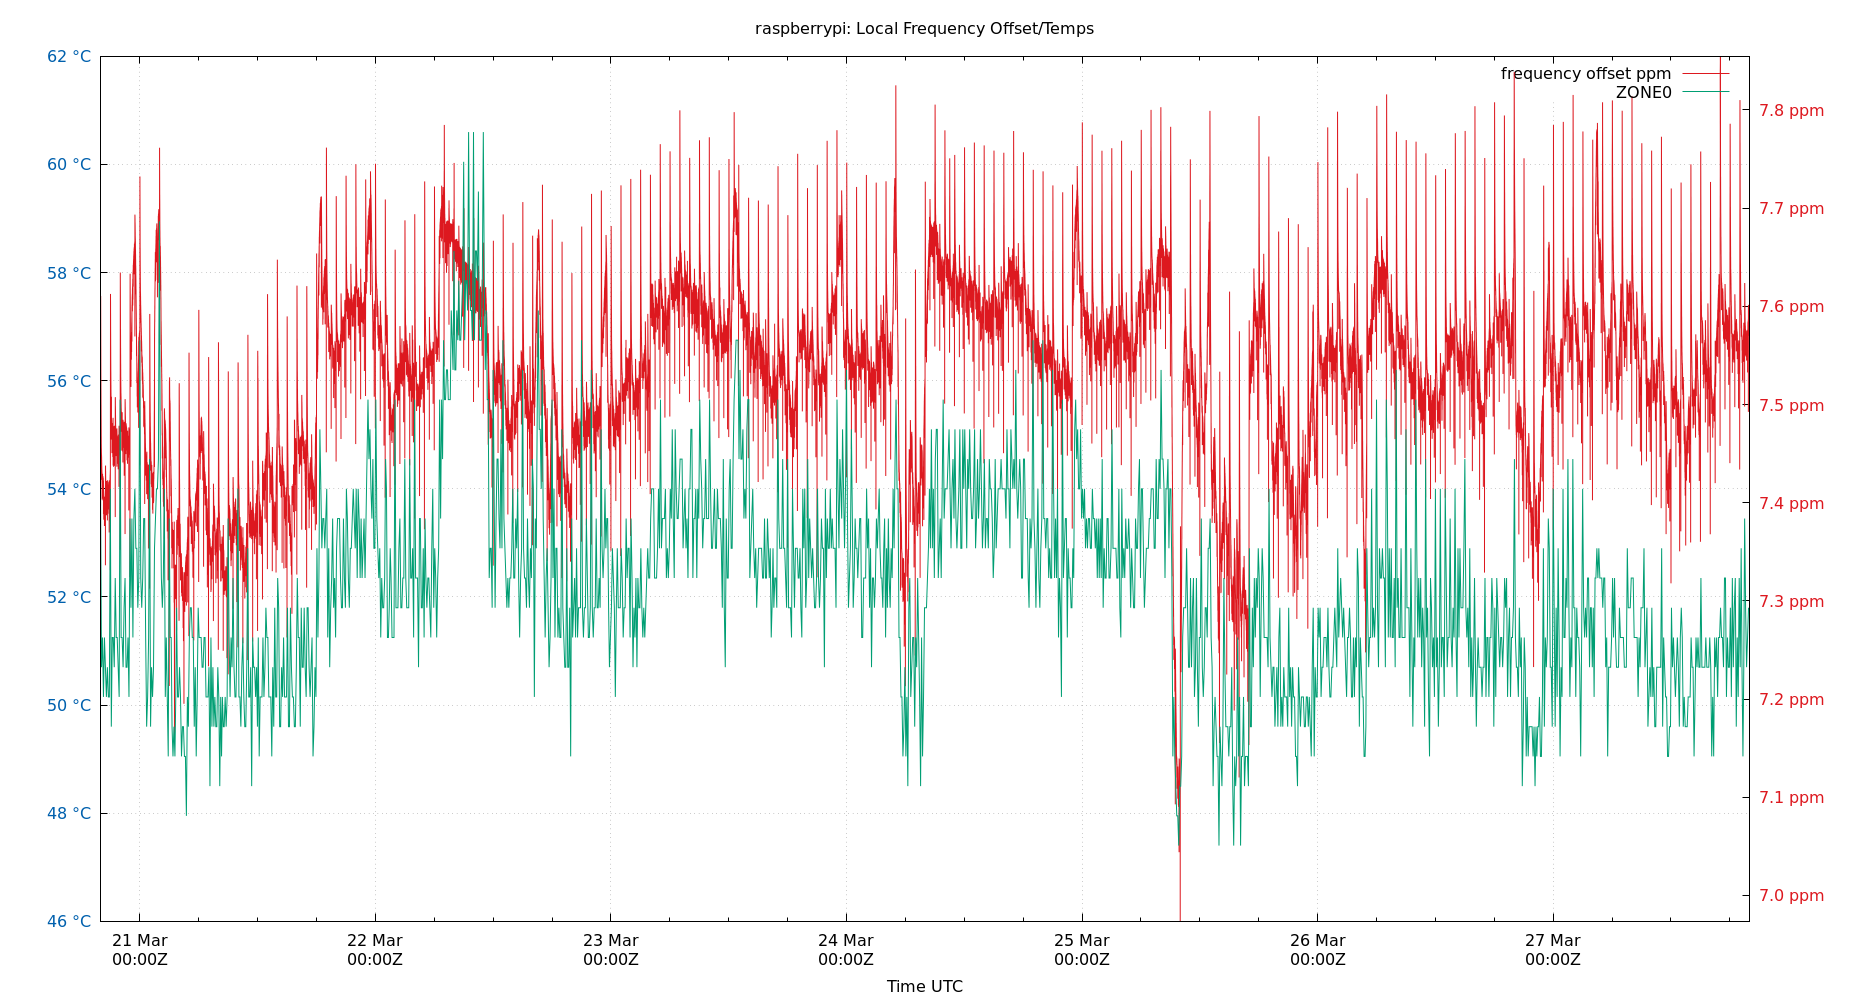 raspberrypi: Local Frequency Offset/Temps
62 °C
60 °C
58 °C
56 °C
54 °C
52 °C
50 °C
48 °C
46 °C
frequency offset ppm
ZONE0
7.8 ppm
7.7 ppm
7.6 ppm
7.5 ppm
7.4 ppm
7.3 ppm
7.2 ppm
7.1 ppm
7.0 ppm
21 Mar 22 Mar 23 Mar 24 Mar 25 Mar 26 Mar 27 Mar
00:00Z 00:00Z 00:00Z 00:00Z 00:00Z 00:00Z 00:00Z
Time UTC